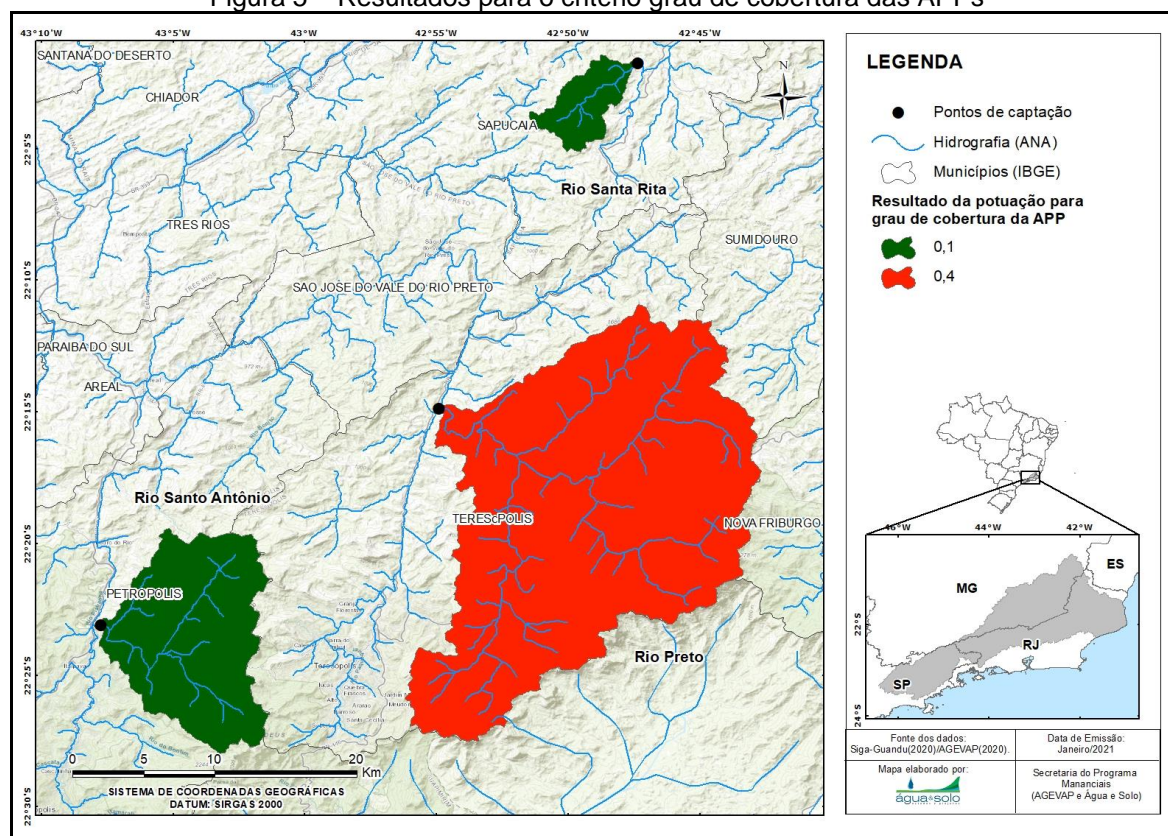 Figura 5 – Resultados para o critério grau de cobertura das APPs
43°10'W
43°5'W
42°55'W
42°50'W
42°45'W
SANTANA DO DESERTO
CHIADOR
SAPUCAIA
N
22°5'S
Rio Santa Rita
TRES RIOS
SUMIDOURO
22°10'S
SAO JOSE DO VALE DO RIO PRETO
PARAIBA DO SUL
AREAL
22°15'S
Rio Santo Antônio
TEREScPOLIS
NOVA FRIBURGO
22°20'S
PETROPOLIS
Rio Preto
Teresópolis
22°25'S
0 5 10 20
Km
SISTEMA DE COORDENADAS GEOGRÁFICAS
DATUM: SIRGAS 2000
22°30'S
LEGENDA
Pontos de captação
Hidrografia (ANA)
Municípios (IBGE)
Resultado da potuação para
grau de cobertura da APP
0,1
0,4
46°W
44°W
42°W
ES
MG
22°S
RJ
SP
24°S
Fonte dos dados:
Siga-Guandu(2020)/AGEVAP(2020).
Data de Emissão:
Janeiro/2021
Mapa elaborado por:
água&solo
Secretaria do Programa
Mananciais
(AGEVAP e Água e Solo)